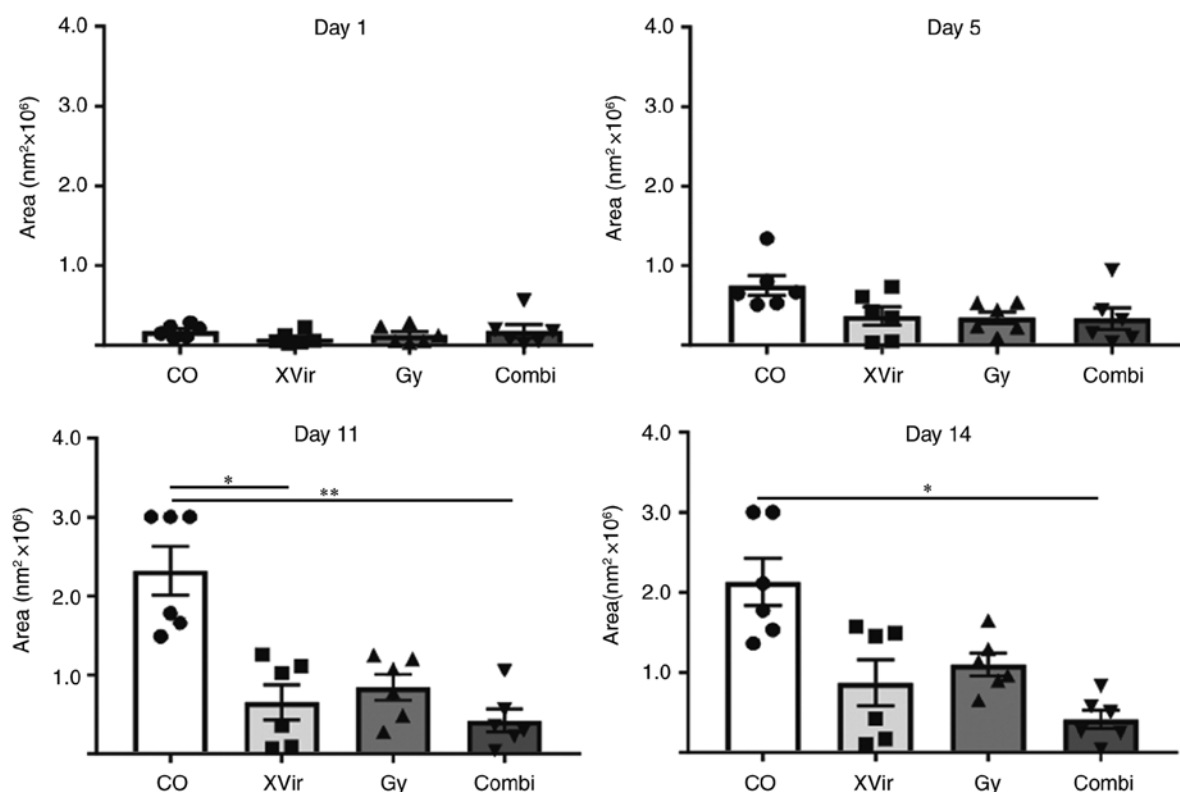 Day 1
4.0
3.0
2.0
1.0
Area (nm²×10⁶)
CO XVir Gy Combi
Day 5
4.0
3.0
2.0
1.0
Area (nm²×10⁶)
CO XVir Gy Combi
Day 11
4.0
3.0
2.0
1.0
Area (nm² ×10⁶)
*
**
CO XVir Gy Combi
Day 14
4.0
3.0
2.0
1.0
Area(nm² ×10⁶)
*
CO XVir Gy Combi